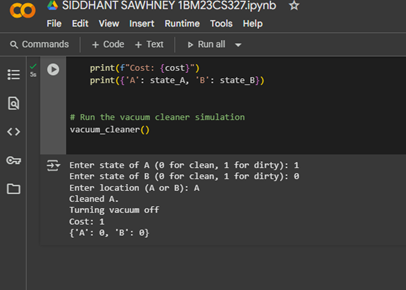 SIDDHANT SAWHNEY 1BM23CS327.ipynb
File Edit View Insert Runtime Tools Help
Commands + Code + Text Run all
5s
print(f"Cost: {cost}")
print({'A': state_A, 'B': state_B})
# Run the vacuum cleaner simulation
vacuum_cleaner()
Enter state of A (0 for clean, 1 for dirty): 1
Enter state of B (0 for clean, 1 for dirty): 0
Enter location (A or B): A
Cleaned A.
Turning vacuum off
Cost: 1
{'A': 0, 'B': 0}